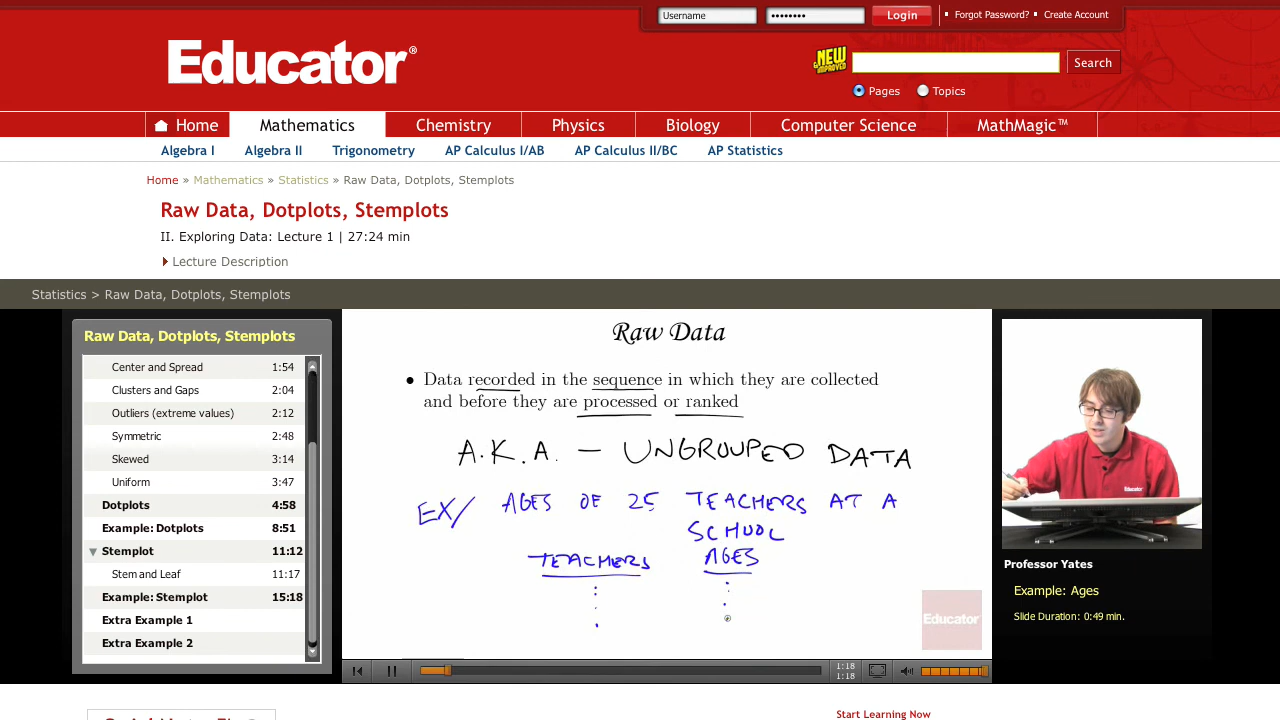 Username
••••••••
Login
Forgot Password?
Create Account
Educator®
NEW
& IMPROVED
Search
Pages
Topics
Home
Mathematics
Chemistry
Physics
Biology
Computer Science
MathMagic™
Algebra I
Algebra II
Trigonometry
AP Calculus I/AB
AP Calculus II/BC
AP Statistics
Home » Mathematics » Statistics » Raw Data, Dotplots, Stemplots
Raw Data, Dotplots, Stemplots
II. Exploring Data: Lecture 1 | 27:24 min
Lecture Description
Statistics > Raw Data, Dotplots, Stemplots
Raw Data, Dotplots, Stemplots
Center and Spread 1:54
Clusters and Gaps 2:04
Outliers (extreme values) 2:12
Symmetric 2:48
Skewed 3:14
Uniform 3:47
Dotplots 4:58
Example: Dotplots 8:51
Stemplot 11:12
Stem and Leaf 11:17
Example: Stemplot 15:18
Extra Example 1
Extra Example 2
Raw Data
• Data recorded in the sequence in which they are collected
and before they are processed or ranked
A.K.A. — UNGROUPED DATA
EX/ AGES OF 25 TEACHERS AT A
SCHOOL
TEACHERS AGES
Educator
1:18
1:18
Educator
Professor Yates
Example: Ages
Slide Duration: 0:49 min.
Start Learning Now